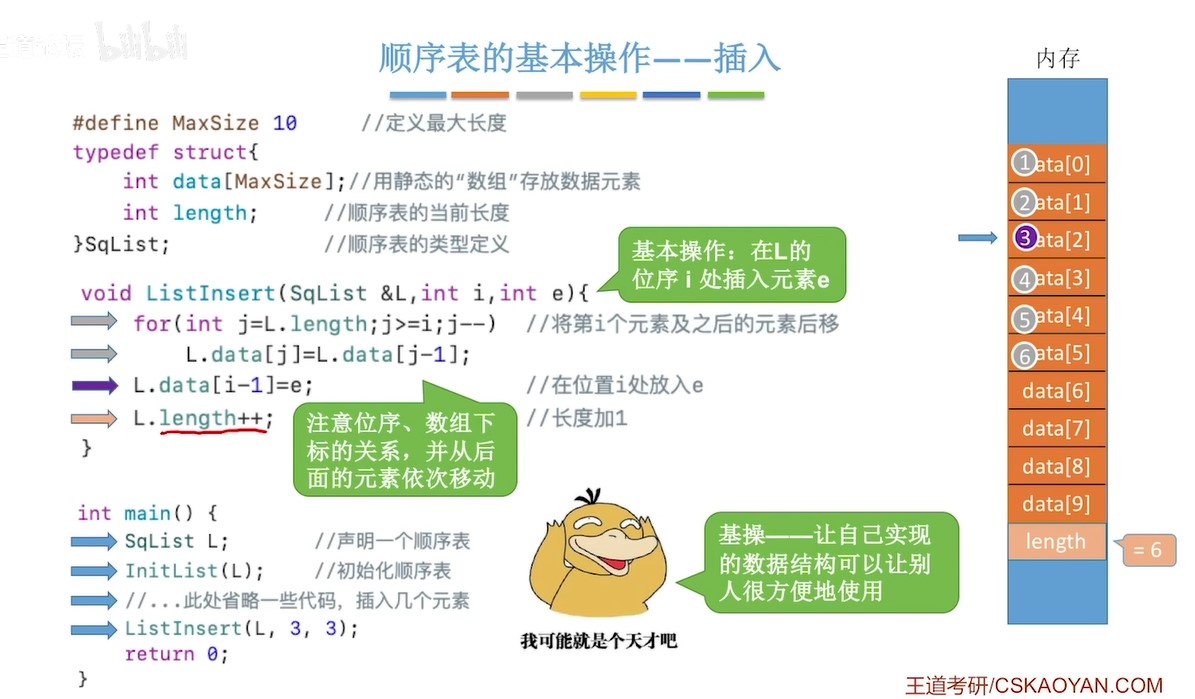 bilibili
顺序表的基本操作——插入
#define MaxSize 10 //定义最大长度
typedef struct{
int data[MaxSize];//用静态的“数组”存放数据元素
int length; //顺序表的当前长度
}SqList; //顺序表的类型定义
基本操作：在L的
位序 i 处插入元素e
void ListInsert(SqList &L,int i,int e){
for(int j=L.length;j>=i;j--) //将第i个元素及之后的元素后移
L.data[j]=L.data[j-1];
L.data[i-1]=e; //在位置i处放入e
L.length++; //长度加1
}
注意位序、数组下
标的关系，并从后
面的元素依次移动
int main() {
SqList L; //声明一个顺序表
InitList(L); //初始化顺序表
//...此处省略一些代码，插入几个元素
ListInsert(L, 3, 3);
return 0;
}
基操——让自己实现
的数据结构可以让别
人很方便地使用
我可能就是个天才吧
内存
1 ata[0]
2 ata[1]
3 ata[2]
4 ata[3]
5 ata[4]
6 ata[5]
data[6]
data[7]
data[8]
data[9]
length
= 6
王道考研/CSKAOYAN.COM